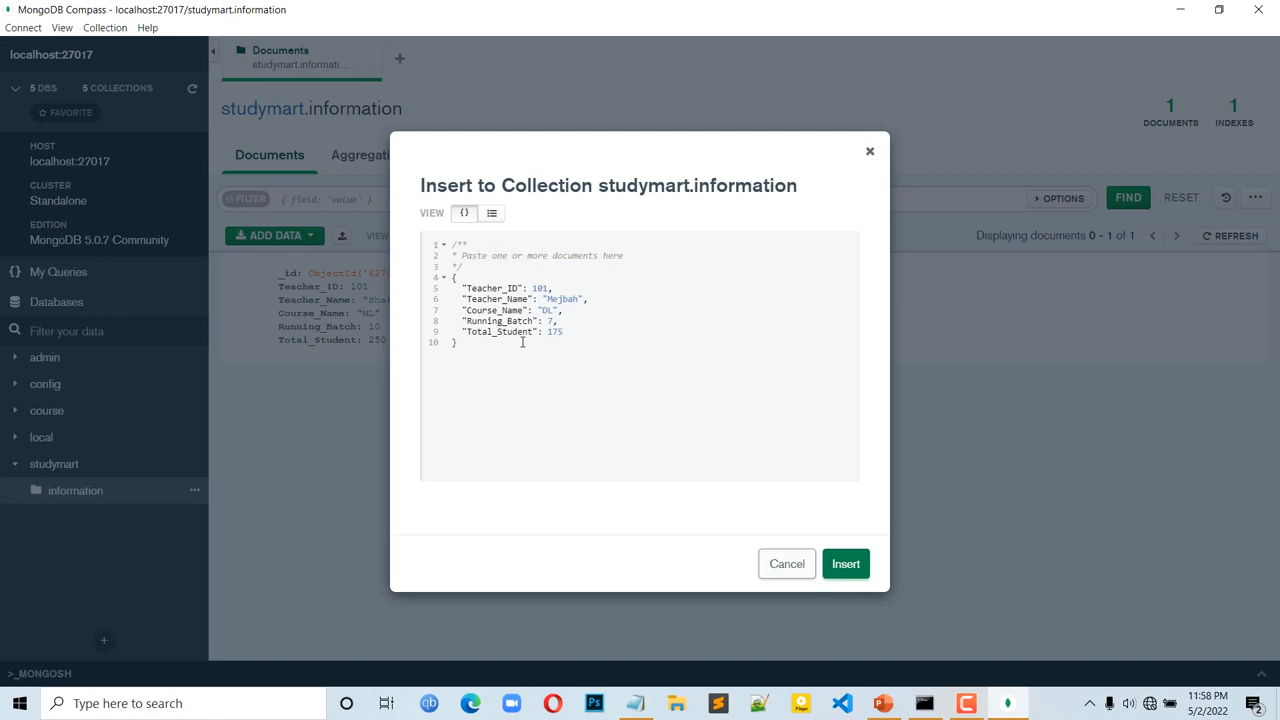 MongoDB Compass - localhost:27017/studymart.information
Connect View Collection Help
localhost:27017
5 DBS 5 COLLECTIONS
FAVORITE
HOST
localhost:27017
CLUSTER
Standalone
EDITION
MongoDB 5.0.7 Community
My Queries
Databases
Filter your data
admin
config
course
local
studymart
information
Documents
studymart.informati...
studymart.information
1 DOCUMENTS
1 INDEXES
Documents Aggregati
FILTER { field: 'value' } OPTIONS FIND RESET
ADD DATA VIEW Displaying documents 0 - 1 of 1 REFRESH
_id: ObjectId('627
Teacher_ID: 101
Teacher_Name: "Sha
Course_Name: "ML"
Running_Batch: 10
Total_Student: 250
Insert to Collection studymart.information
VIEW {}
1 /**
2 * Paste one or more documents here
3 */
4 {
5 "Teacher_ID": 101,
6 "Teacher_Name": "Mejbah",
7 "Course_Name": "DL",
8 "Running_Batch": 7,
9 "Total_Student": 175
10 }
Cancel Insert
>_MONGOSH
Type here to search
11:58 PM
5/2/2022
2